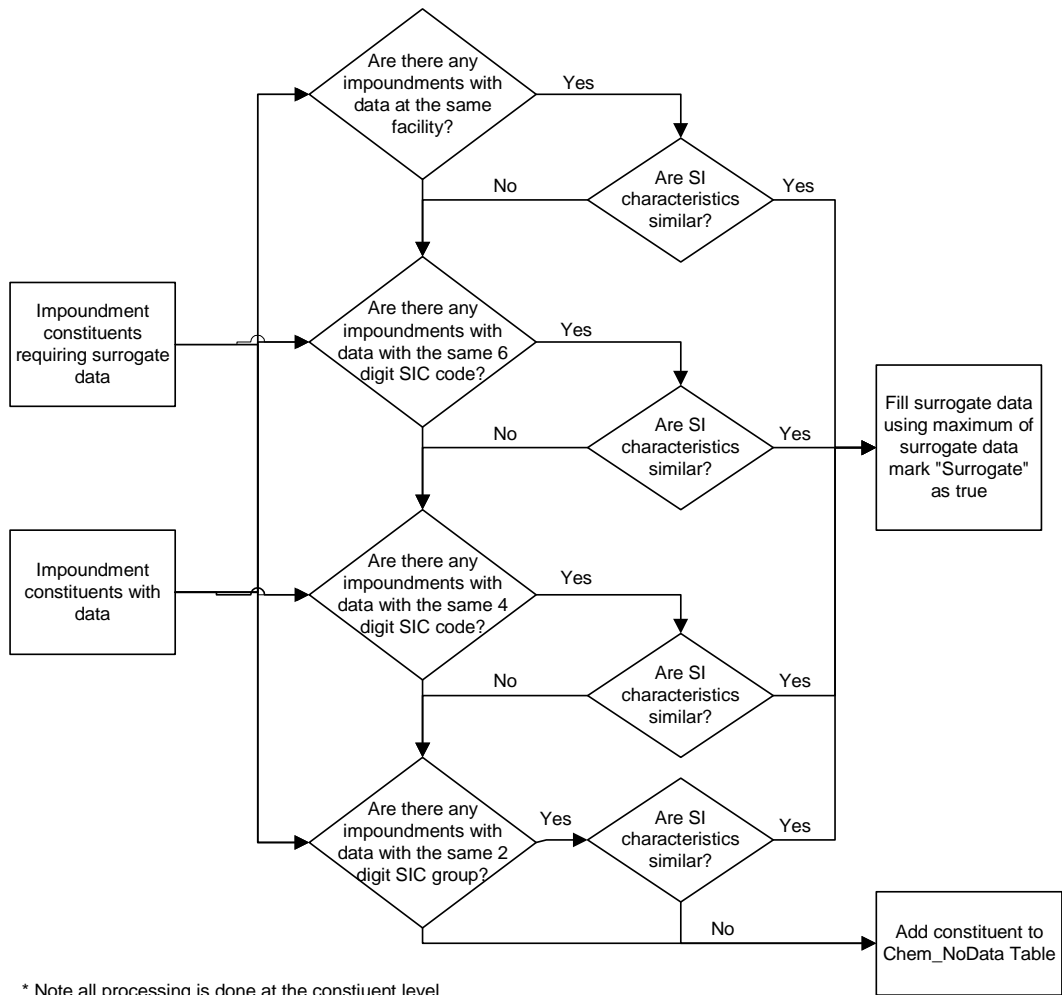 Are there any
impoundments with
data at the same
facility?
Yes
Are SI
characteristics
similar?
No
Yes
Impoundment
constituents
requiring surrogate
data
Are there any
impoundments with
data with the same 6
digit SIC code?
Yes
Are SI
characteristics
similar?
No
Yes
Fill surrogate data
using maximum of
surrogate data
mark "Surrogate"
as true
Impoundment
constituents with
data
Are there any
impoundments with
data with the same 4
digit SIC code?
Yes
Are SI
characteristics
similar?
No
Yes
Are there any
impoundments with
data with the same 2
digit SIC group?
Yes
Are SI
characteristics
similar?
Yes
No
Add constituent to
Chem_NoData Table
* Note all processing is done at the constiuent level